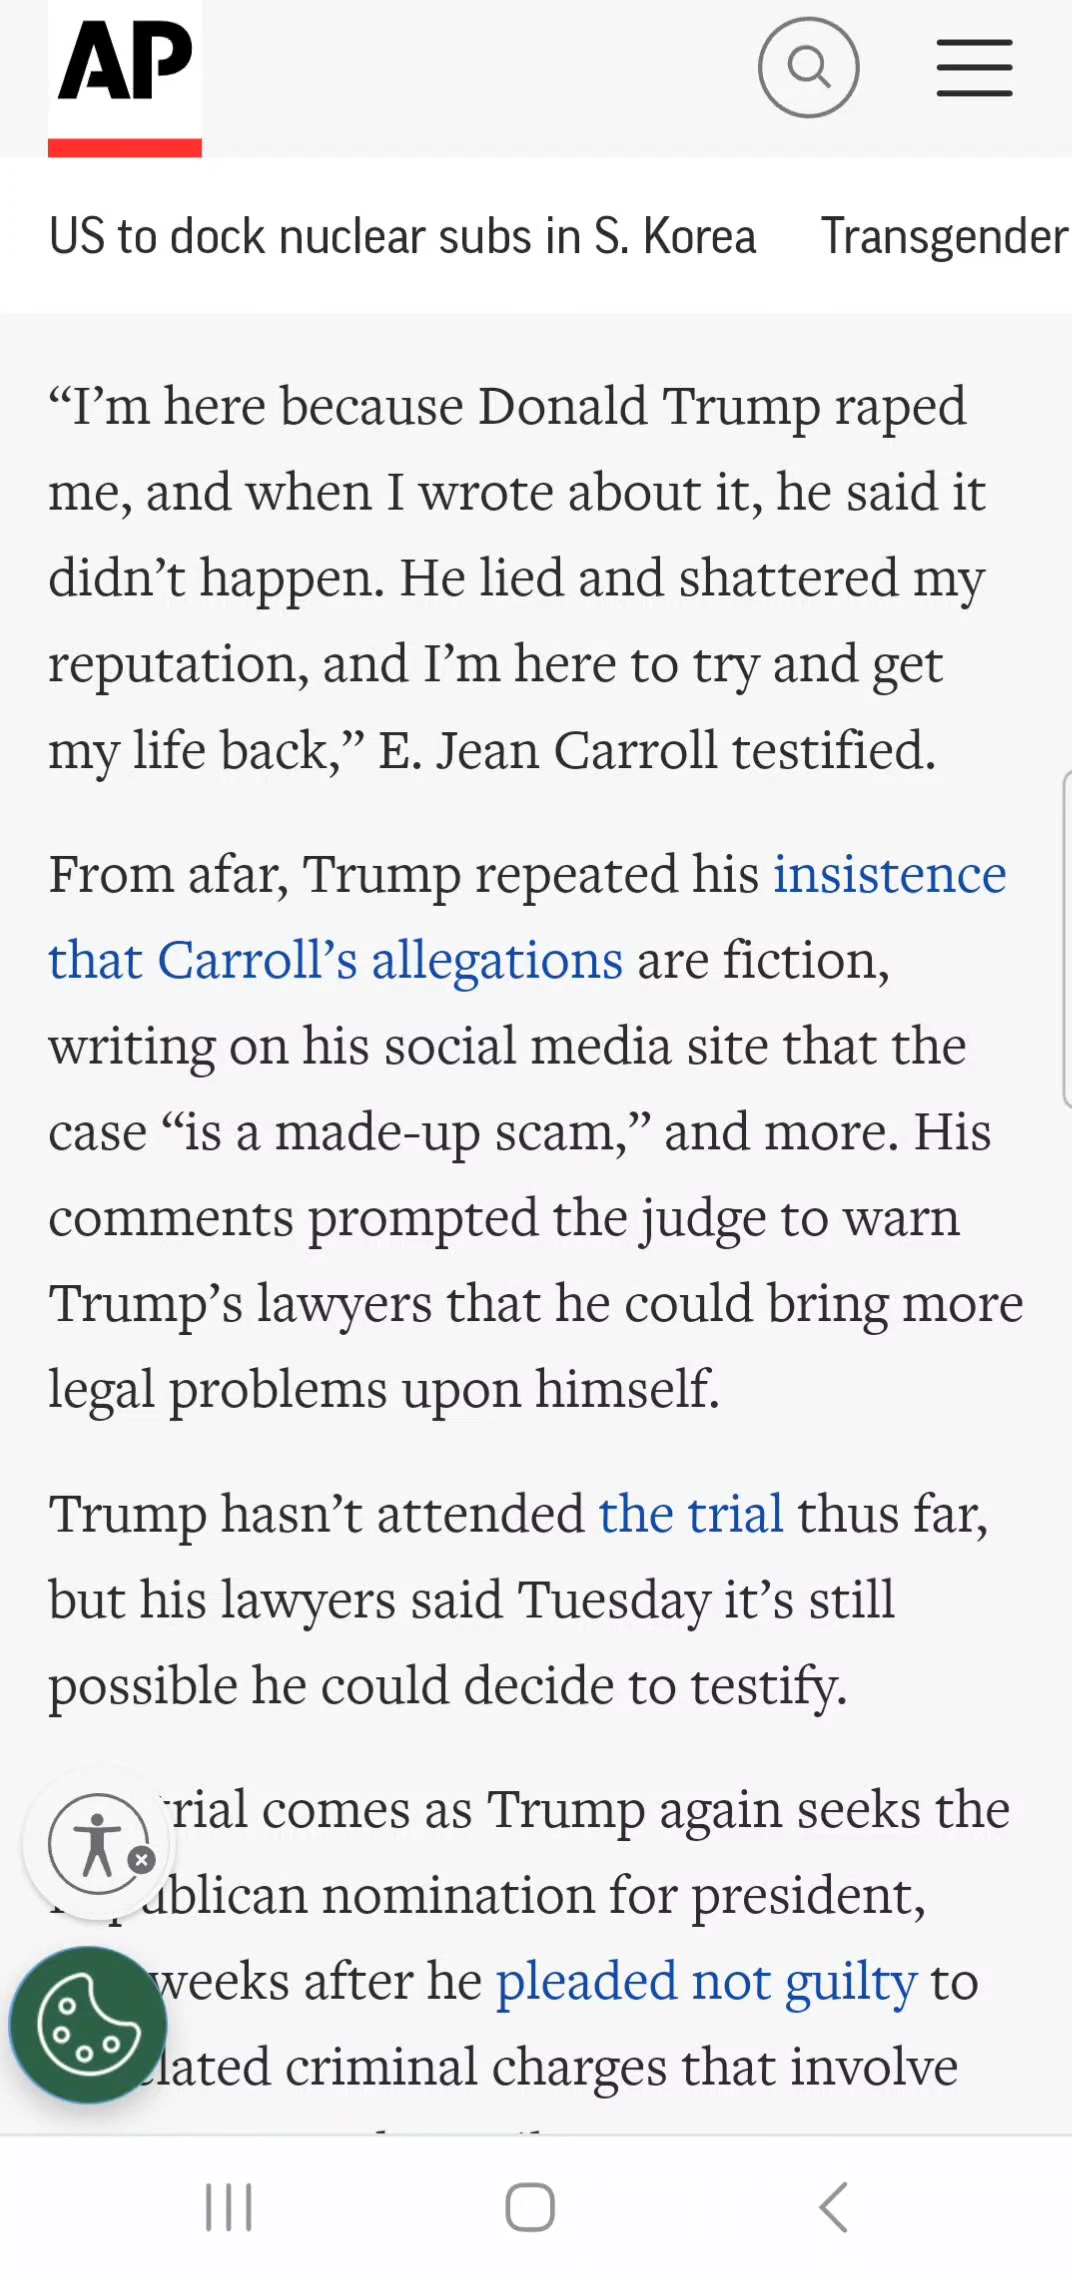 AP
US to dock nuclear subs in S. Korea Transgender
“I’m here because Donald Trump raped
me, and when I wrote about it, he said it
didn’t happen. He lied and shattered my
reputation, and I’m here to try and get
my life back,” E. Jean Carroll testified.
From afar, Trump repeated his insistence
that Carroll’s allegations are fiction,
writing on his social media site that the
case “is a made-up scam,” and more. His
comments prompted the judge to warn
Trump’s lawyers that he could bring more
legal problems upon himself.
Trump hasn’t attended the trial thus far,
but his lawyers said Tuesday it’s still
possible he could decide to testify.
comes as Trump again seeks the
nomination for president,
weeks after he pleaded not guilty to
criminal charges that involve